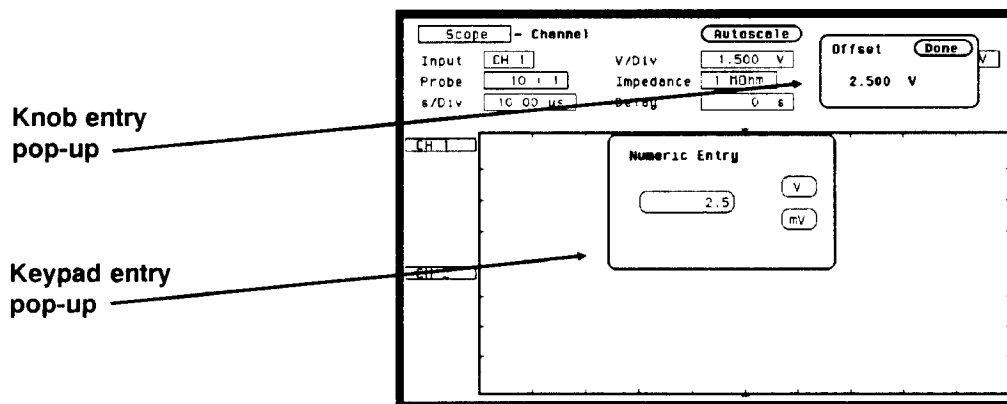 Scope - Channel Autoscale
Input CH 1 V/Div 1.500 V
Probe 10 : 1 Impedance 1 MOhm
s/Div 10.00 us Delay 0 s
Offset Done
2.500 V
V
Knob entry
pop-up
CH 1
Numeric Entry
2.5 V
mV
Keypad entry
pop-up
CH